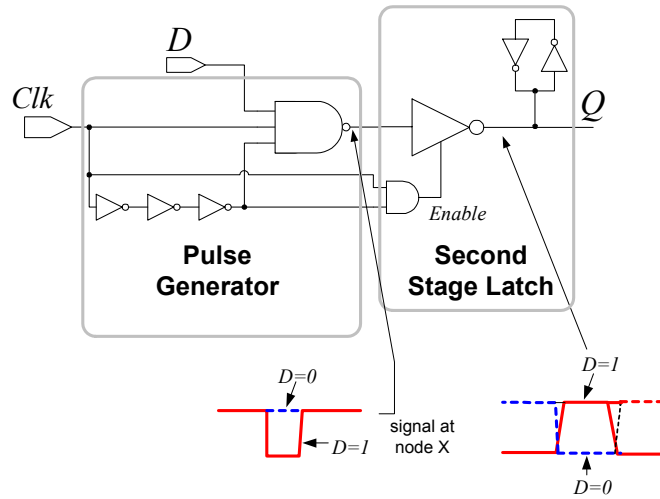 D
Clk
Q
Enable
Pulse
Generator
Second
Stage Latch
D=0
D=1
signal at
node X
D=1
D=0